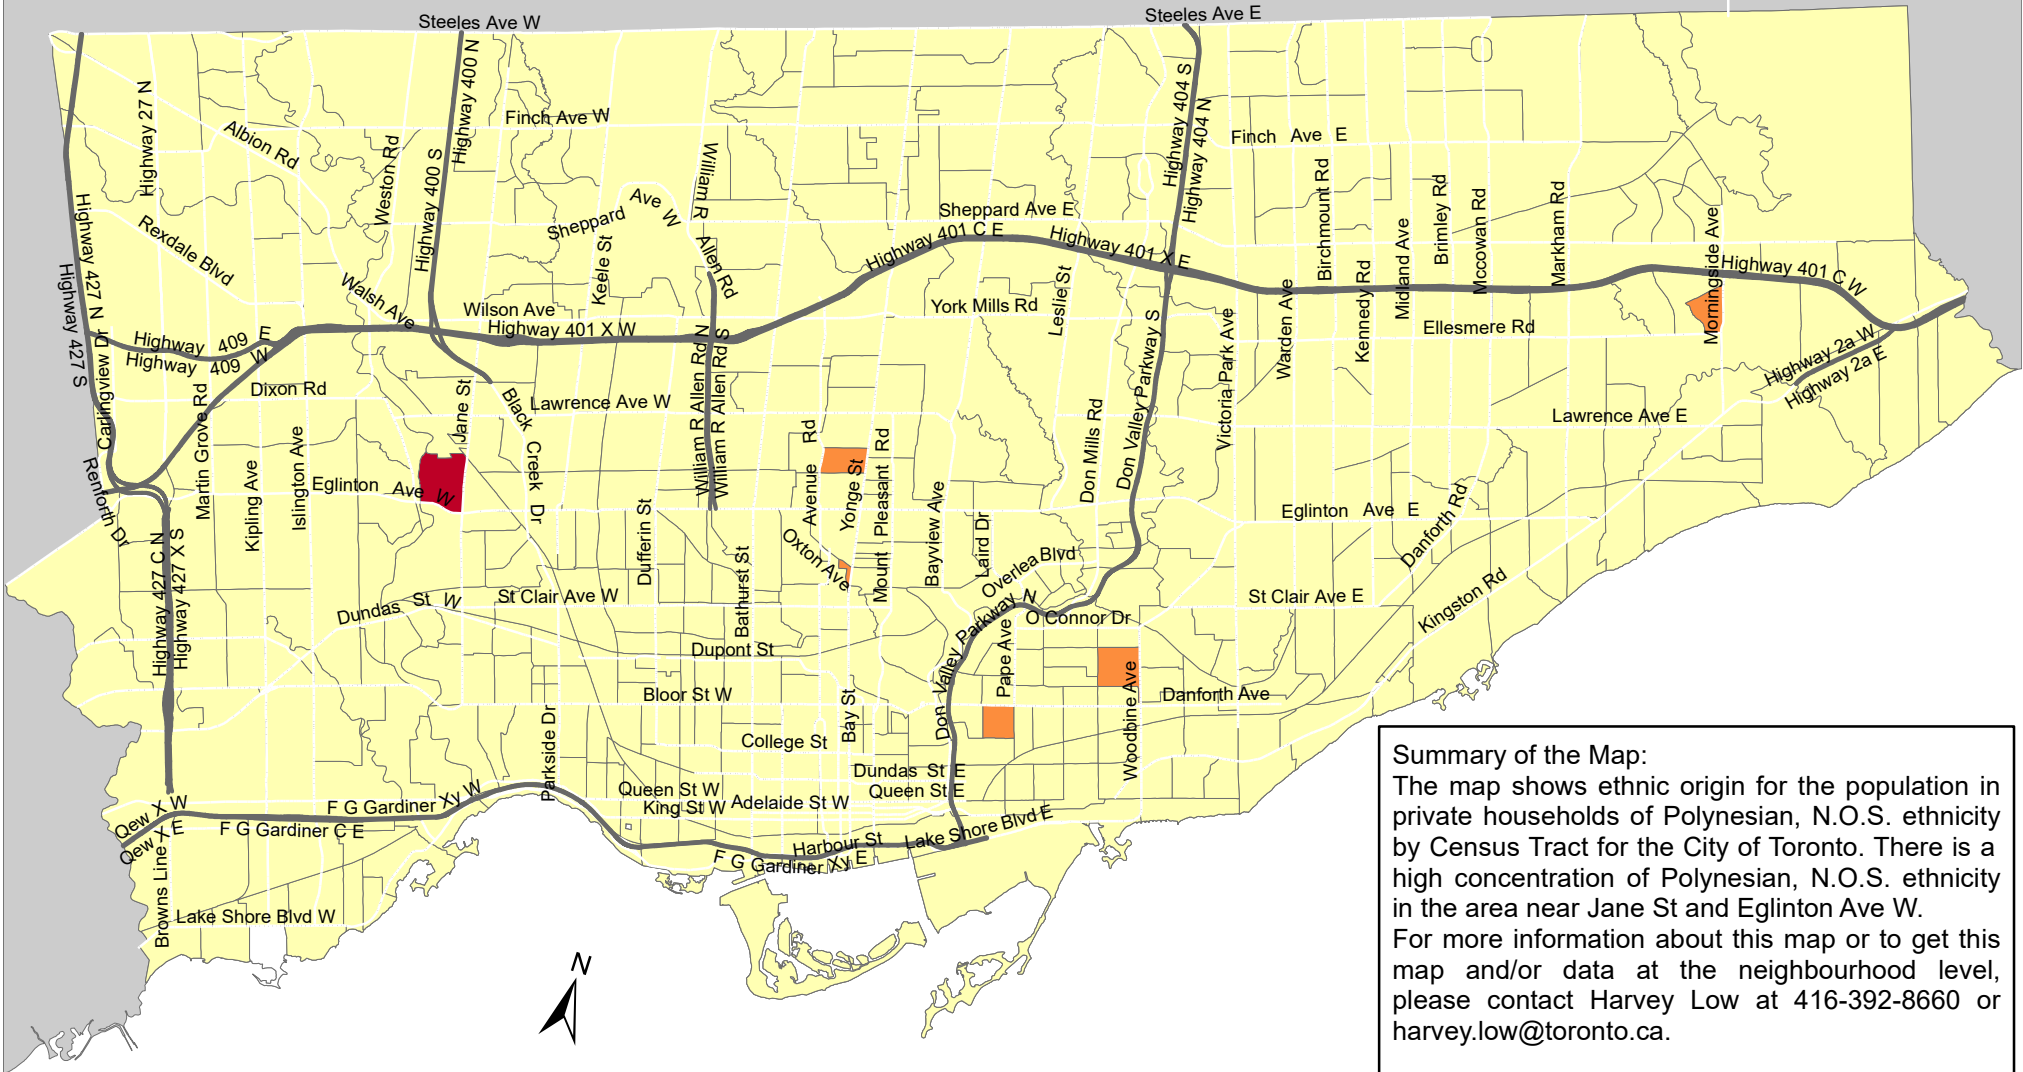 Steeles Ave W
Steeles Ave E
Highway 27 N
Albion Rd
Weston Rd
Highway 400 N
Highway 400 S
Finch Ave W
William R Allen Rd
Highway 404 S
Highway 404 N
Finch Ave E
Highway 427 N
Highway 427 S
Rexdale Blvd
Walsh Ave
Sheppard Ave W
Keele St
Sheppard Ave E
Highway 401 C E
Highway 401 X E
Leslie St
Birchmount Rd
Midland Ave
Brimley Rd
Mccowan Rd
Markham Rd
Morningside Ave
Highway 401 C W
Wilson Ave
Highway 401 X W
York Mills Rd
Warden Ave
Kennedy Rd
Ellesmere Rd
Highway 409 E
Highway 409 W
Carlingview Dr
Dixon Rd
Martin Grove Rd
Jane St
Black Creek Dr
Lawrence Ave W
William R Allen Rd N
William R Allen Rd S
Don Valley Parkway S
Victoria Park Ave
Highway 2a W
Highway 2a E
Lawrence Ave E
Renforth Dr
Kipling Ave
Islington Ave
Eglinton Ave W
Avenue Rd
Yonge St
Mount Pleasant Rd
Bayview Ave
Laird Dr
Don Mills Rd
Eglinton Ave E
Danforth Rd
Highway 427 C N
Highway 427 X S
Dufferin St
Bathurst St
Oxton Ave
Overlea Blvd
Dundas St W
St Clair Ave W
St Clair Ave E
Kingston Rd
Don Valley Parkway N
O Connor Dr
Dupont St
Pape Ave
Woodbine Ave
Bloor St W
Bay St
Danforth Ave
Parkside Dr
College St
Dundas St E
Queen St E
Queen St W
King St W
Adelaide St W
Qew X W
Qew X E
F G Gardiner Xy W
F G Gardiner C E
Harbour St
Lake Shore Blvd E
F G Gardiner Xy E
Browns Line
Lake Shore Blvd W
N
Summary of the Map:
The map shows ethnic origin for the population in
private households of Polynesian, N.O.S. ethnicity
by Census Tract for the City of Toronto. There is a
high concentration of Polynesian, N.O.S. ethnicity
in the area near Jane St and Eglinton Ave W.
For more information about this map or to get this
map and/or data at the neighbourhood level,
please contact Harvey Low at 416-392-8660 or
harvey.low@toronto.ca.